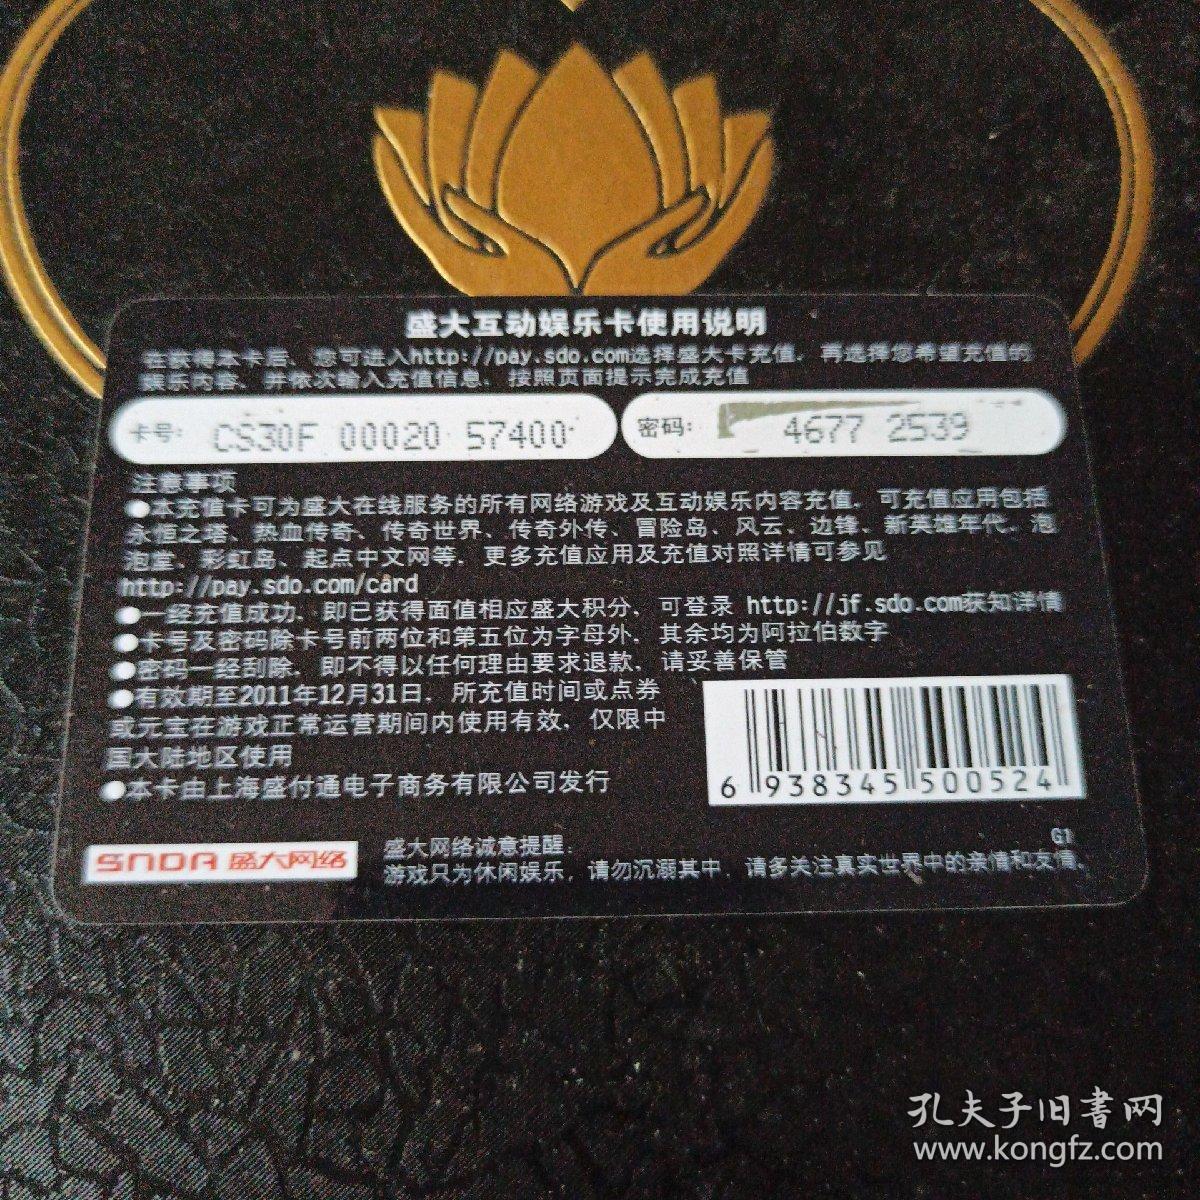 盛大互动娱乐卡使用说明
在获得本卡后、您可进入http://pay.sdo.com选择盛大卡充值、再选择您希望充值的
娱乐内容、并依次输入充值信息、按照页面提示完成充值
卡号: CS30F 00020 57400
密码: 4677 2539
注意事项
●本充值卡可为盛大在线服务的所有网络游戏及互动娱乐内容充值、可充值应用包括
永恒之塔、热血传奇、传奇世界、传奇外传、冒险岛、风云、边锋、新英雄年代、泡
泡堂、彩虹岛、起点中文网等、更多充值应用及充值对照详情可参见
http://pay.sdo.com/card
●一经充值成功、即已获得面值相应盛大积分、可登录 http://jf.sdo.com获知详情
●卡号及密码除卡号前两位和第五位为字母外、其余均为阿拉伯数字
●密码一经刮除、即不得以任何理由要求退款、请妥善保管
●有效期至2011年12月31日、所充值时间或点券
或元宝在游戏正常运营期间内使用有效、仅限中
国大陆地区使用
●本卡由上海盛付通电子商务有限公司发行
6 938345 500524
G1
SNDA 盛大网络
盛大网络诚意提醒:
游戏只为休闲娱乐、请勿沉溺其中、请多关注真实世界中的亲情和友情。
孔夫子旧書网
www.kongfz.com